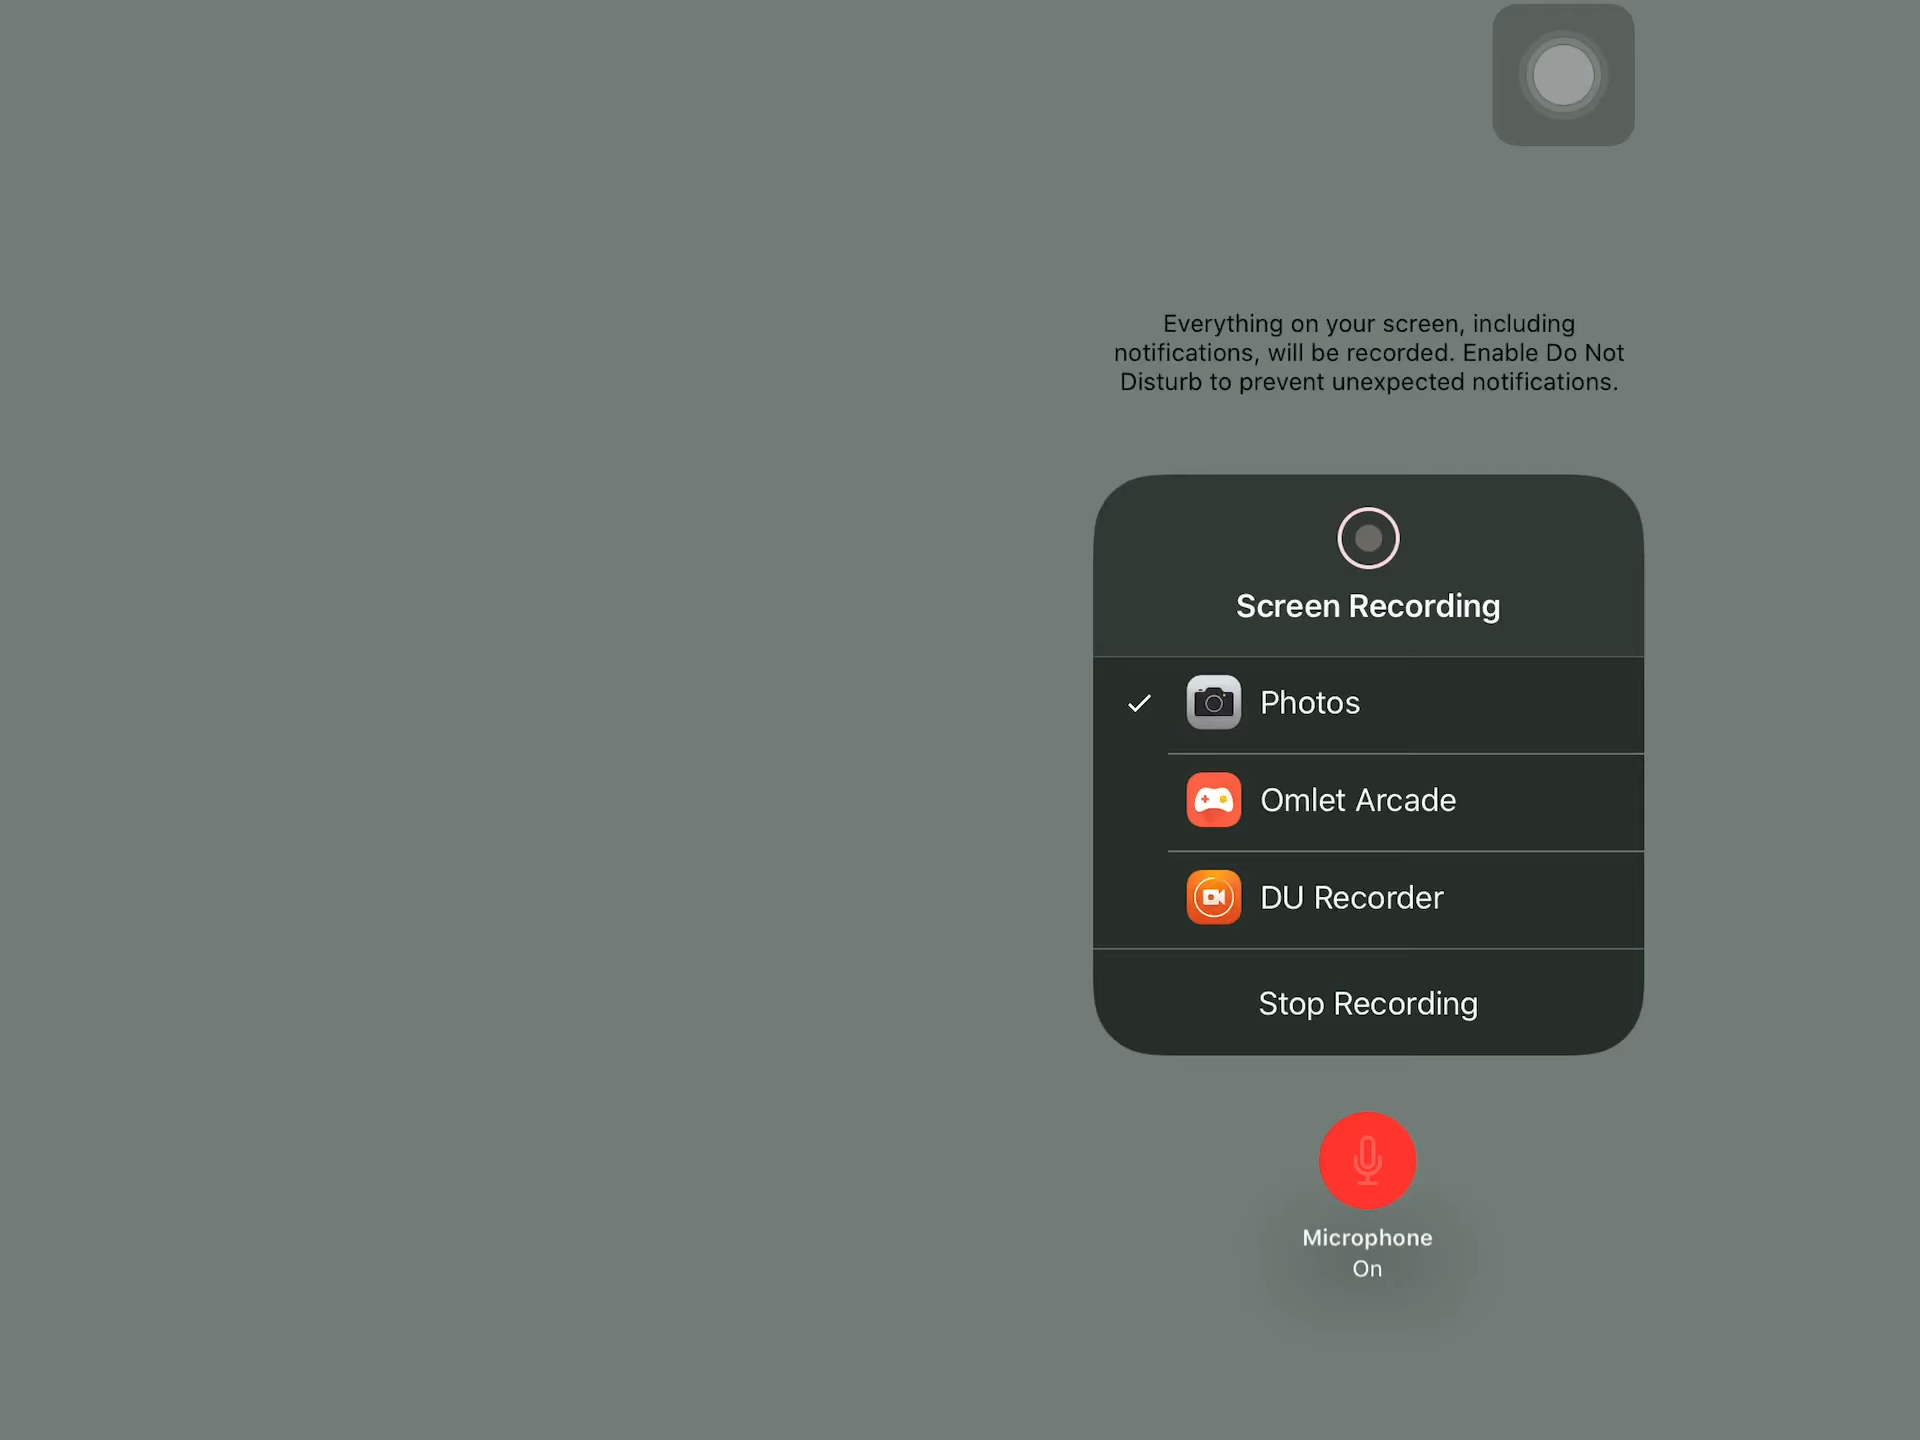 Everything on your screen, including
notifications, will be recorded. Enable Do Not
Disturb to prevent unexpected notifications.
Screen Recording
Photos
Omlet Arcade
DU Recorder
Stop Recording
Microphone
On